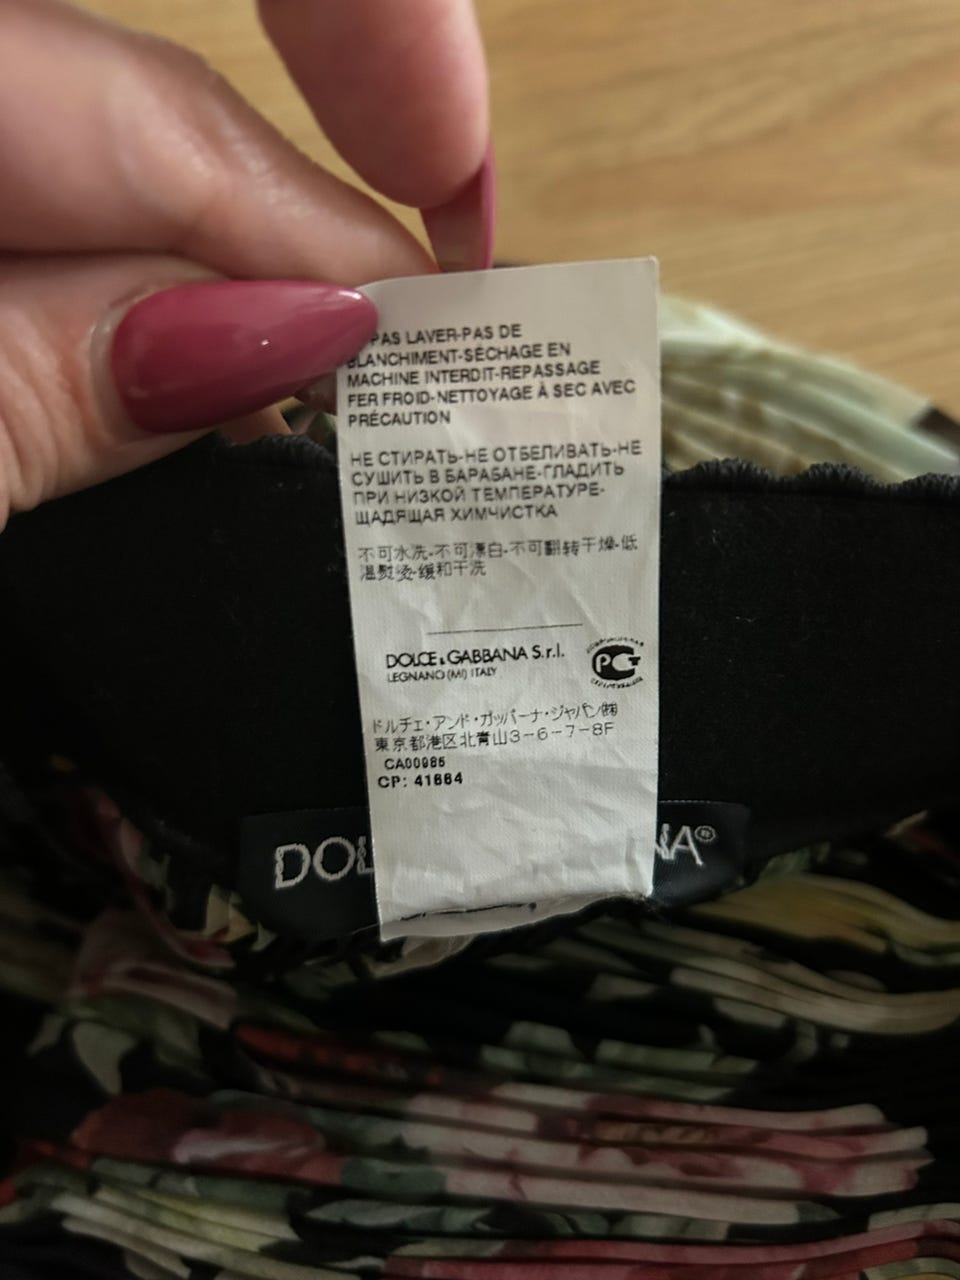 PAS LAVER-PAS DE
BLANCHIMENT-SÉCHAGE EN
MACHINE INTERDIT-REPASSAGE
FER FROID-NETTOYAGE À SEC AVEC
PRÉCAUTION
НЕ СТИРАТЬ-НЕ ОТБЕЛИВАТЬ-НЕ
СУШИТЬ В БАРАБАНЕ-ГЛАДИТЬ
ПРИ НИЗКОЙ ТЕМПЕРАТУРЕ-
ЩАДЯЩАЯ ХИМЧИСТКА
不可水洗-不可漂白-不可翻转干燥-低
温熨烫-缓和干洗
DOLCE & GABBANA S.r.l.
LEGNANO (MI) ITALY
PCT
ドルチェ・アンド・ガッバーナ・ジャパン㈱
東京都港区北青山3-6-7-8F
CA00985
CP: 41664
DOL NA®